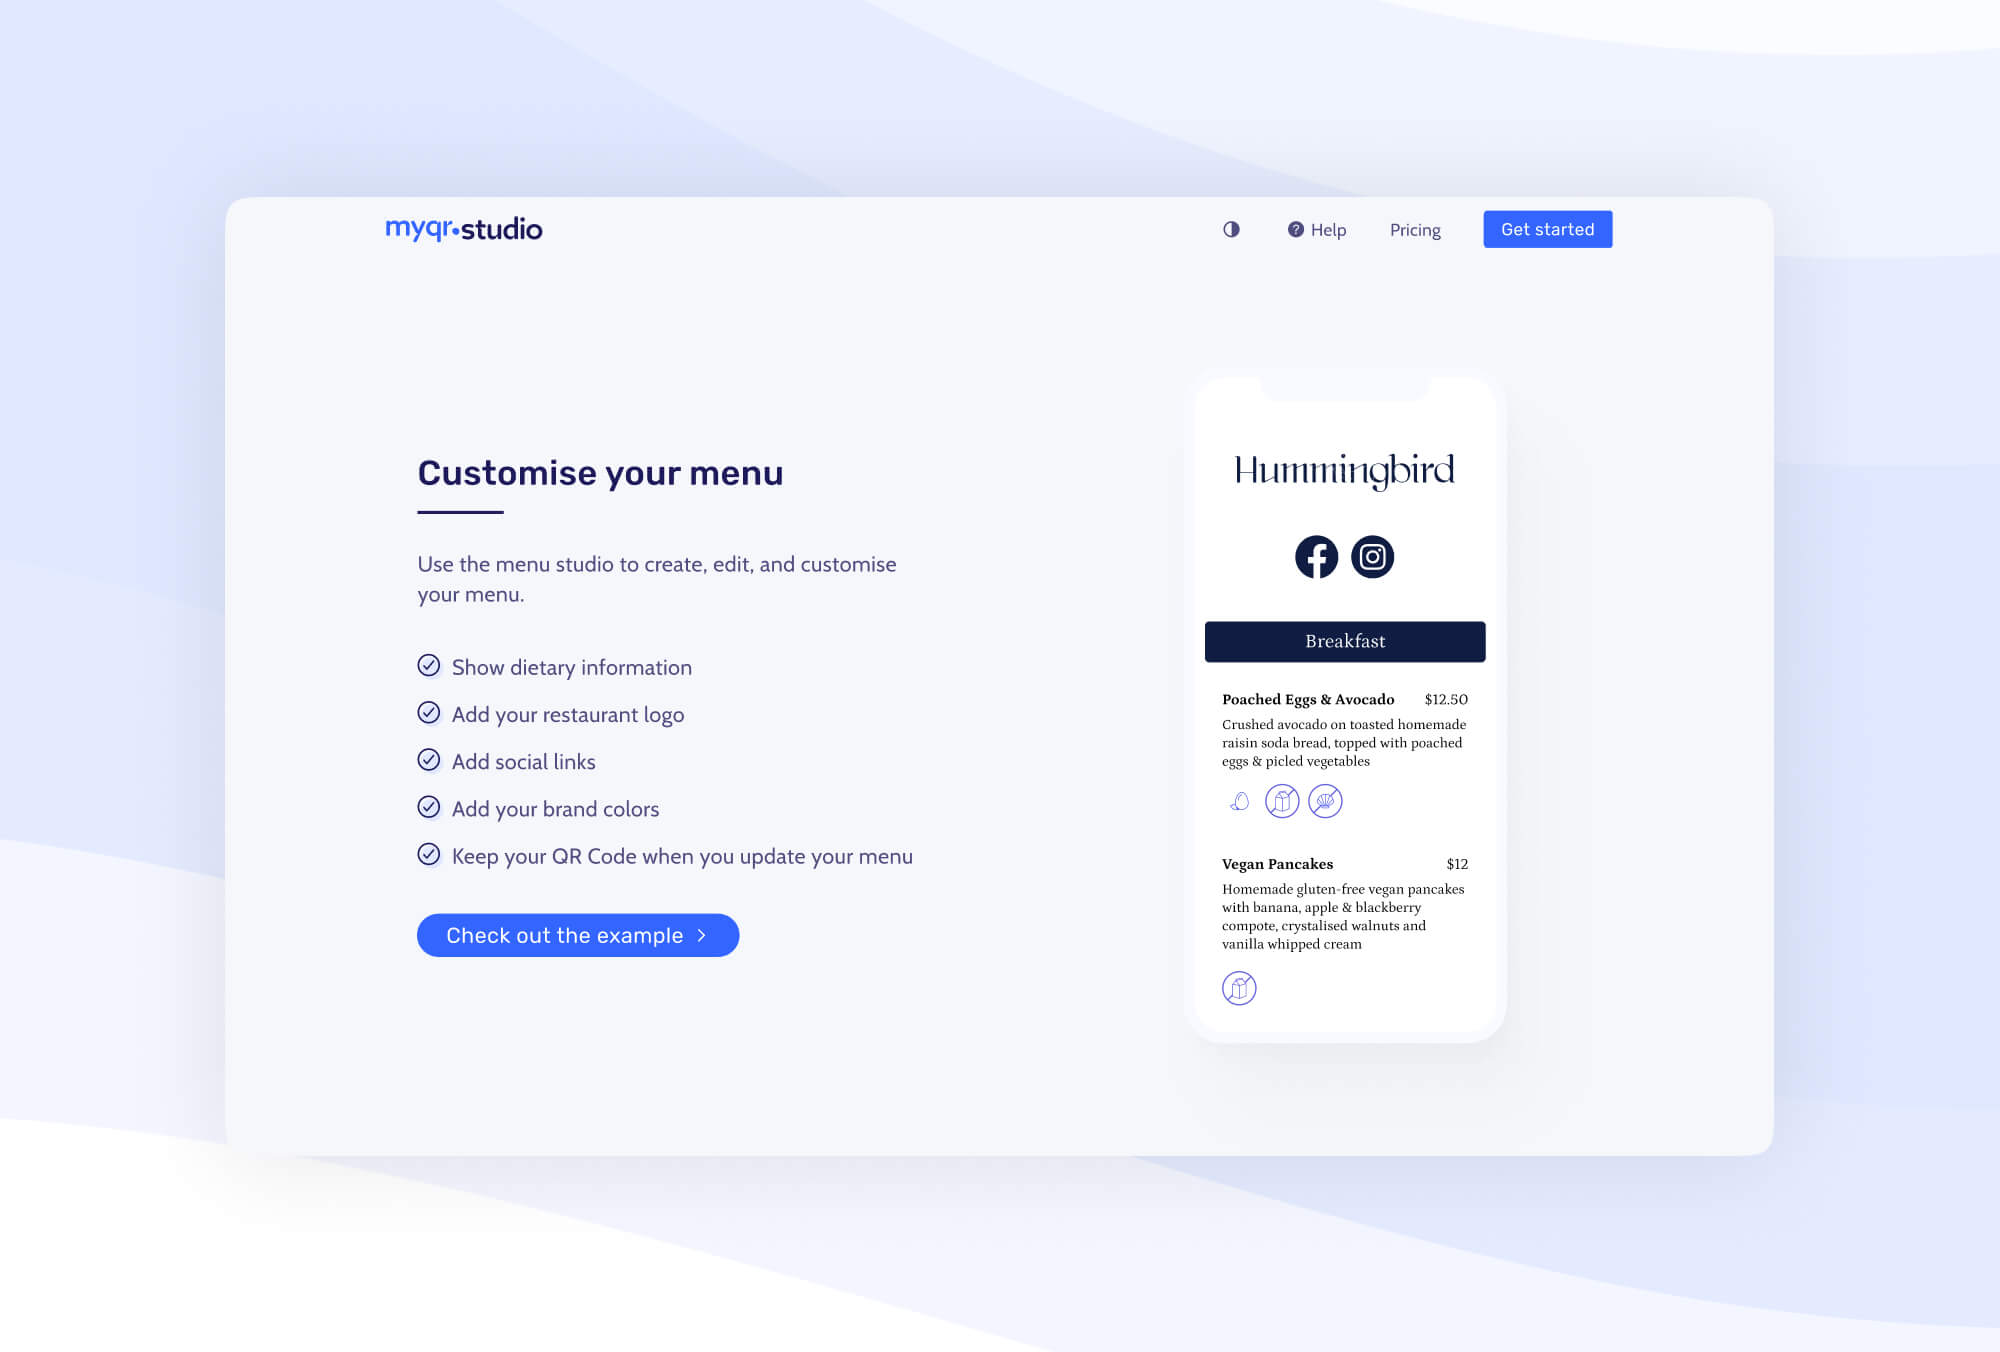 myqr•studio
Help
Pricing
Get started
Customise your menu
Use the menu studio to create, edit, and customise
your menu.
Show dietary information
Add your restaurant logo
Add social links
Add your brand colors
Keep your QR Code when you update your menu
Check out the example
Hummingbird
Breakfast
Poached Eggs & Avocado $12.50
Crushed avocado on toasted homemade
raisin soda bread, topped with poached
eggs & picled vegetables
Vegan Pancakes $12
Homemade gluten-free vegan pancakes
with banana, apple & blackberry
compote, crystalised walnuts and
vanilla whipped cream